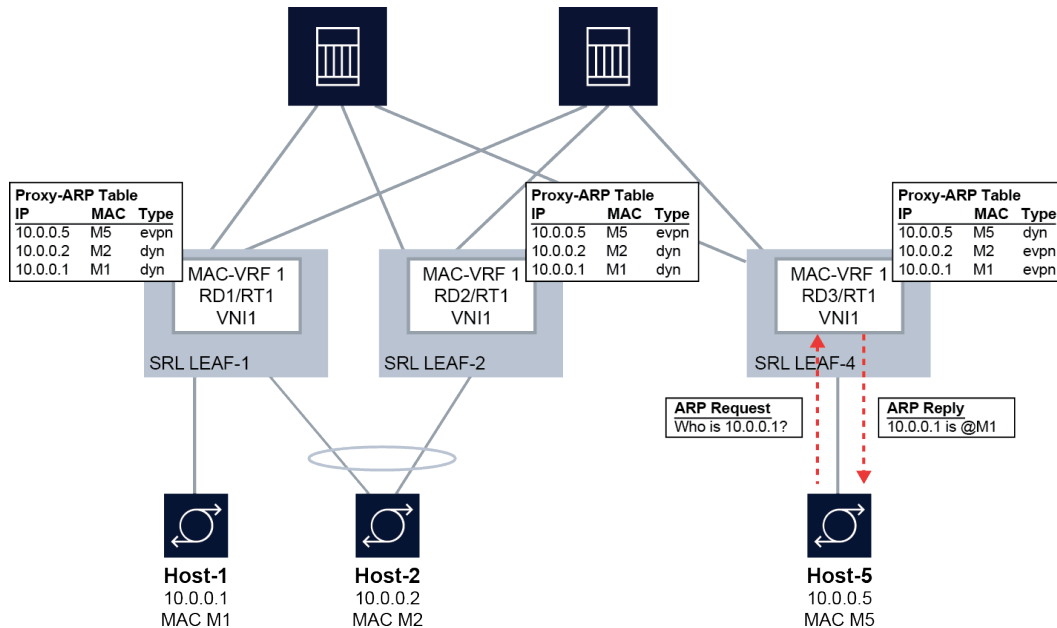 Proxy-ARP Table
IP MAC Type
10.0.0.5 M5 evpn
10.0.0.2 M2 dyn
10.0.0.1 M1 dyn
MAC-VRF 1
RD1/RT1
VNI1
SRL LEAF-1
Proxy-ARP Table
IP MAC Type
10.0.0.5 M5 evpn
10.0.0.2 M2 dyn
10.0.0.1 M1 dyn
MAC-VRF 1
RD2/RT1
VNI1
SRL LEAF-2
Proxy-ARP Table
IP MAC Type
10.0.0.5 M5 dyn
10.0.0.2 M2 evpn
10.0.0.1 M1 evpn
MAC-VRF 1
RD3/RT1
VNI1
SRL LEAF-4
ARP Request
Who is 10.0.0.1?
ARP Reply
10.0.0.1 is @M1
Host-1
10.0.0.1
MAC M1
Host-2
10.0.0.2
MAC M2
Host-5
10.0.0.5
MAC M5